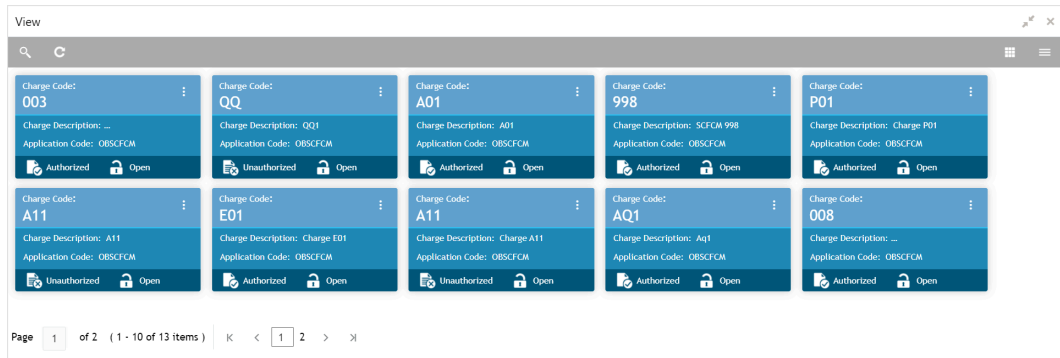 View
Charge Code:
003
Charge Description: ...
Application Code: OBSCFCM
Authorized Open
Charge Code:
QQ
Charge Description: QQ1
Application Code: OBSCFCM
Unauthorized Open
Charge Code:
A01
Charge Description: A01
Application Code: OBSCFCM
Authorized Open
Charge Code:
998
Charge Description: SCFCM 998
Application Code: OBSCFCM
Authorized Open
Charge Code:
P01
Charge Description: Charge P01
Application Code: OBSCFCM
Authorized Open
Charge Code:
A11
Charge Description: A11
Application Code: OBSCFCM
Unauthorized Open
Charge Code:
E01
Charge Description: Charge E01
Application Code: OBSCFCM
Authorized Open
Charge Code:
A11
Charge Description: Charge A11
Application Code: OBSCFCM
Unauthorized Open
Charge Code:
AQ1
Charge Description: Aq1
Application Code: OBSCFCM
Authorized Open
Charge Code:
008
Charge Description: ...
Application Code: OBSCFCM
Authorized Open
Page 1 of 2 ( 1 - 10 of 13 items ) 1 2